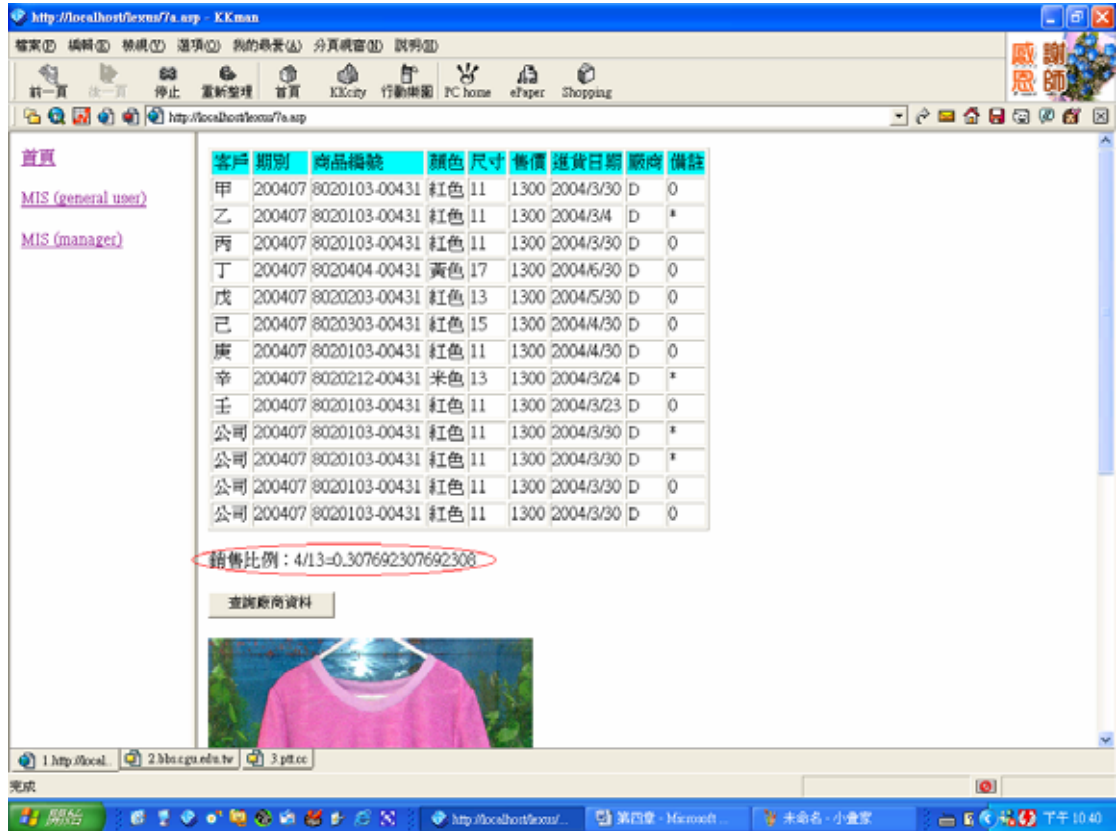 http://localhost/lexus/7a.asp - KKman
檔案(F) 編輯(E) 檢視(V) 選項(O) 我的最愛(A) 分頁視窗(W) 說明(H)
感謝恩師
前一頁 後一頁 停止 重新整理 首頁 KKcity 行動樂園 PC home ePaper Shopping
http://localhost/lexus/7a.asp
首頁
MIS (general user)
MIS (manager)
客戶 期別 商品編號 顏色 尺寸 售價 進貨日期 廠商 備註
甲 200407 8020103-00431 紅色 11 1300 2004/3/30 D 0
乙 200407 8020103-00431 紅色 11 1300 2004/3/4 D *
丙 200407 8020103-00431 紅色 11 1300 2004/3/30 D 0
丁 200407 8020404-00431 黃色 17 1300 2004/6/30 D 0
戊 200407 8020203-00431 紅色 13 1300 2004/5/30 D 0
己 200407 8020303-00431 紅色 15 1300 2004/4/30 D 0
庚 200407 8020103-00431 紅色 11 1300 2004/4/30 D 0
辛 200407 8020212-00431 米色 13 1300 2004/3/24 D *
壬 200407 8020103-00431 紅色 11 1300 2004/3/23 D 0
公司 200407 8020103-00431 紅色 11 1300 2004/3/30 D *
公司 200407 8020103-00431 紅色 11 1300 2004/3/30 D *
公司 200407 8020103-00431 紅色 11 1300 2004/3/30 D 0
公司 200407 8020103-00431 紅色 11 1300 2004/3/30 D 0
銷售比例：4/13=0.307692307692308
查詢廠商資料
1.http://local.. 2.bbs.cgu.edu.tw 3.ptt.cc
完成
開始 http://localhost/lexus/... 第四章 - Microsoft ... 未命名 - 小畫家 下午 10:40